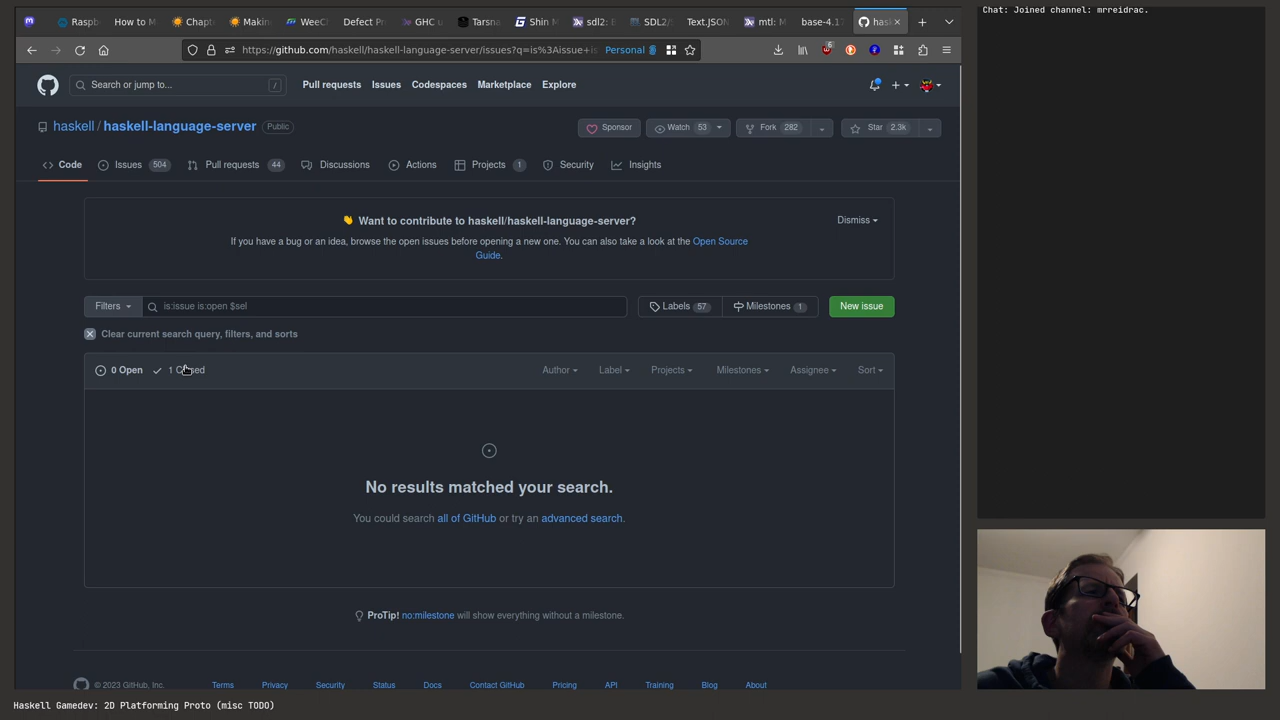 Raspb
How to M
Chapt
Makin
WeeC
Defect Pr
GHC u
Tarsna
Shin M
sdl2: B
SDL2/
Text.JSON
mtl: M
base-4.1
hask
https://github.com/haskell/haskell-language-server/issues?q=is%3Aissue+is
Personal
6
Search or jump to...
/
Pull requests
Issues
Codespaces
Marketplace
Explore
haskell / haskell-language-server
Public
Sponsor
Watch 53
Fork 282
Star 2.3k
Code
Issues 504
Pull requests 44
Discussions
Actions
Projects 1
Security
Insights
Want to contribute to haskell/haskell-language-server?
Dismiss
If you have a bug or an idea, browse the open issues before opening a new one. You can also take a look at the Open Source
Guide.
Filters
is:issue is:open $sel
Labels 57
Milestones 1
New issue
Clear current search query, filters, and sorts
0 Open
1 Closed
Author
Label
Projects
Milestones
Assignee
Sort
No results matched your search.
You could search all of GitHub or try an advanced search.
ProTip! no:milestone will show everything without a milestone.
© 2023 GitHub, Inc.
Terms
Privacy
Security
Status
Docs
Contact GitHub
Pricing
API
Training
Blog
About
Chat: Joined channel: mrreidrac.
Haskell Gamedev: 2D Platforming Proto (misc TODO)